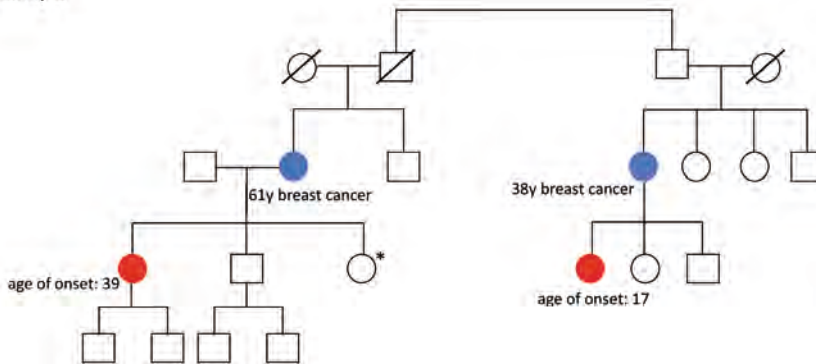 61y breast cancer
38y breast cancer
*
age of onset: 39
age of onset: 17